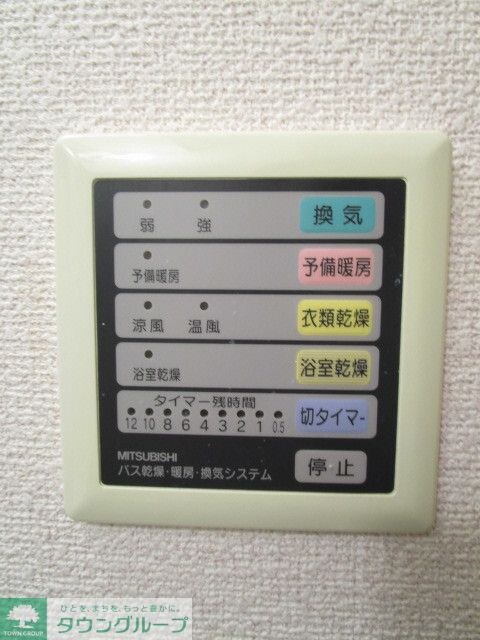 弱 強 換気
予備暖房 予備暖房
涼風 温風 衣類乾燥
浴室乾燥 浴室乾燥
タイマー残時間
12 10 8 6 4 3 2 1 0.5 切タイマー
MITSUBISHI
バス乾燥・暖房・換気システム 停止
ひとを、まちを、もっと豊かに。
タウングループ
TOWN GROUP